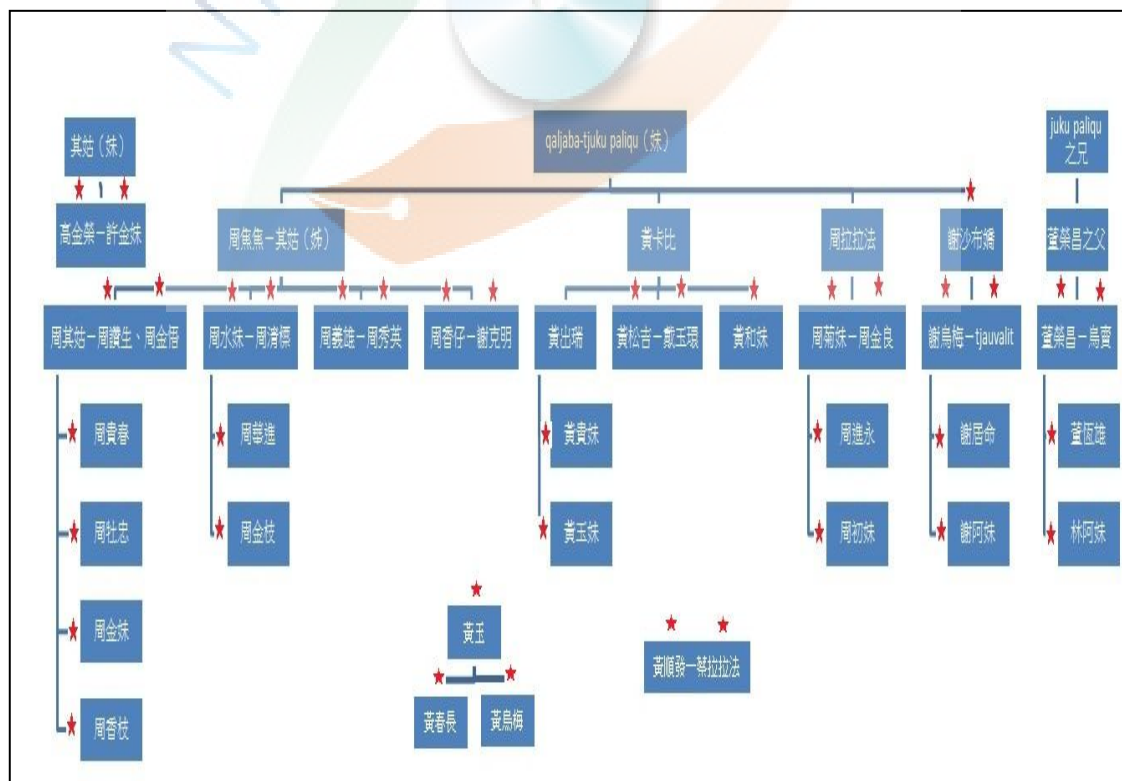 其姑（妹）
qaljaba-tjuku paliqu（妹）
juku paliqu
之兄
高金榮－許金妹
周焦焦－其姑（姊）
黃卡比
周拉拉法
謝沙布嬌
董榮昌之父
周其姑－周讚生、周金悟
周水妹－周清標
周義雄－周秀英
周香仔－謝克明
黃出瑞
黃松吉－戴玉環
黃和妹
周菊妹－周金良
謝烏梅－tjauvalit
董榮昌－烏賣
周貴春
周華進
黃貴妹
周進永
謝居命
董恆雄
周牡忠
周金枝
黃玉妹
周初妹
謝阿妹
林阿妹
周金妹
黃玉
黃順發－蔡拉拉法
周香枝
黃春長
黃烏梅